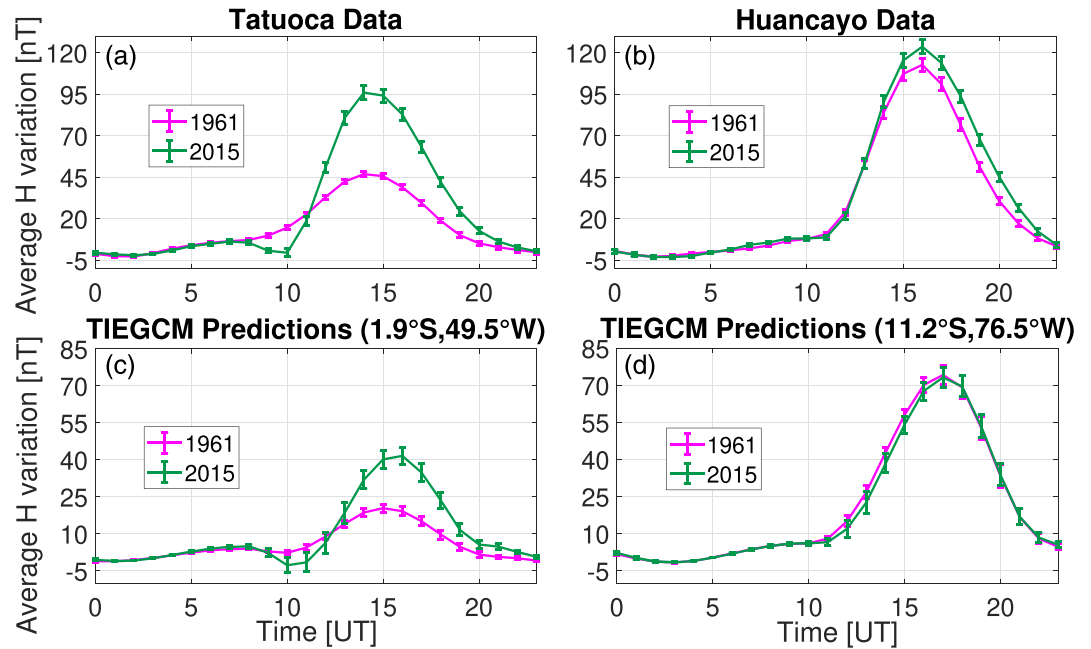 Tatuoca Data
Huancayo Data
Average H variation [nT]
(a)
120
95
70
45
20
-5
1961
2015
0 5 10 15 20
(b)
120
95
70
45
20
-5
1961
2015
0 5 10 15 20
TIEGCM Predictions (1.9°S,49.5°W)
TIEGCM Predictions (11.2°S,76.5°W)
Average H variation [nT]
(c)
85
70
55
40
25
10
-5
1961
2015
0 5 10 15 20
Time [UT]
(d)
85
70
55
40
25
10
-5
1961
2015
0 5 10 15 20
Time [UT]